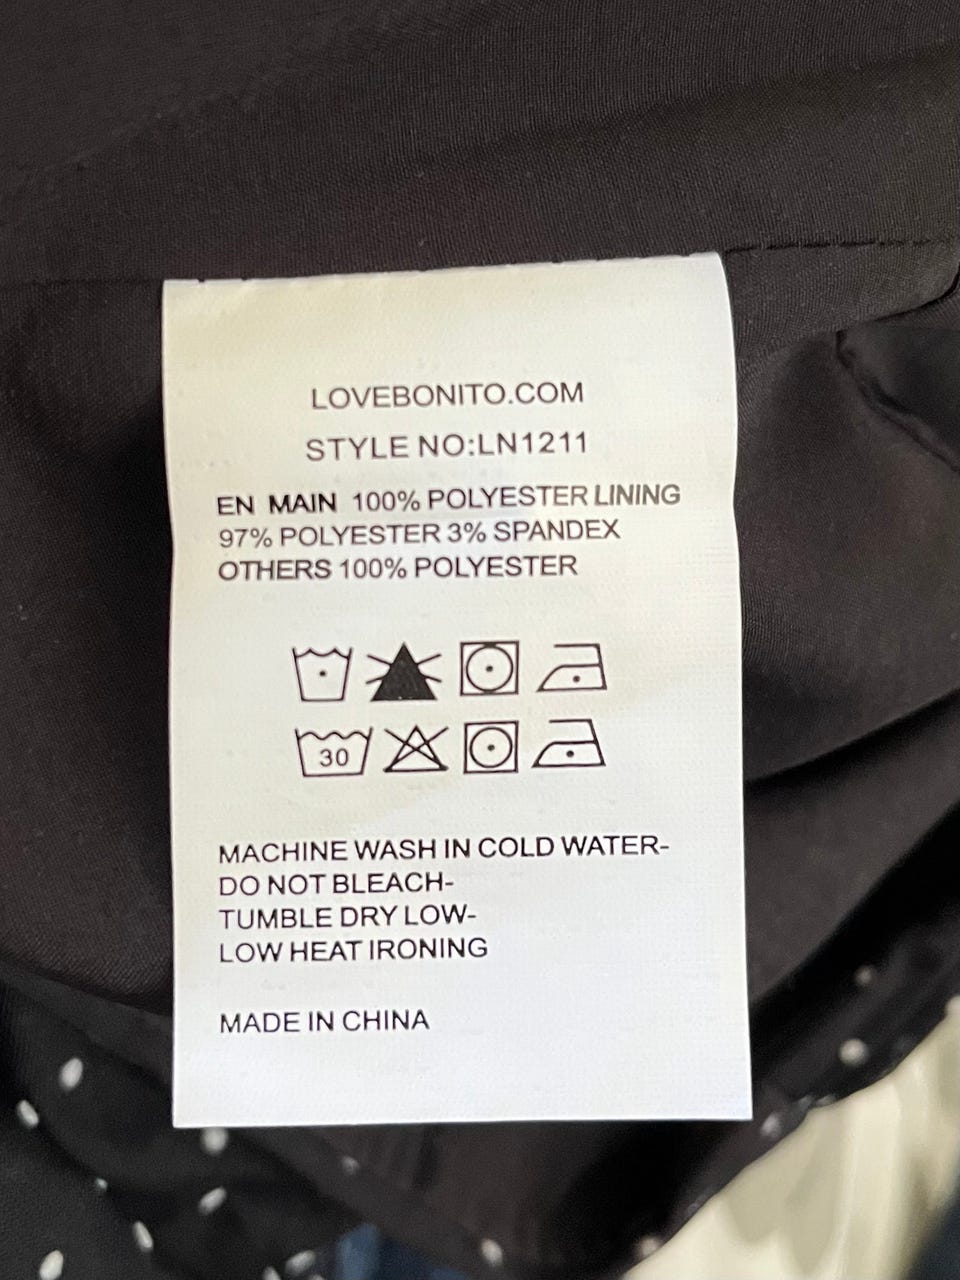 LOVEBONITO.COM
STYLE NO:LN1211
EN MAIN 100% POLYESTER LINING
97% POLYESTER 3% SPANDEX
OTHERS 100% POLYESTER
30
MACHINE WASH IN COLD WATER-
DO NOT BLEACH-
TUMBLE DRY LOW-
LOW HEAT IRONING
MADE IN CHINA